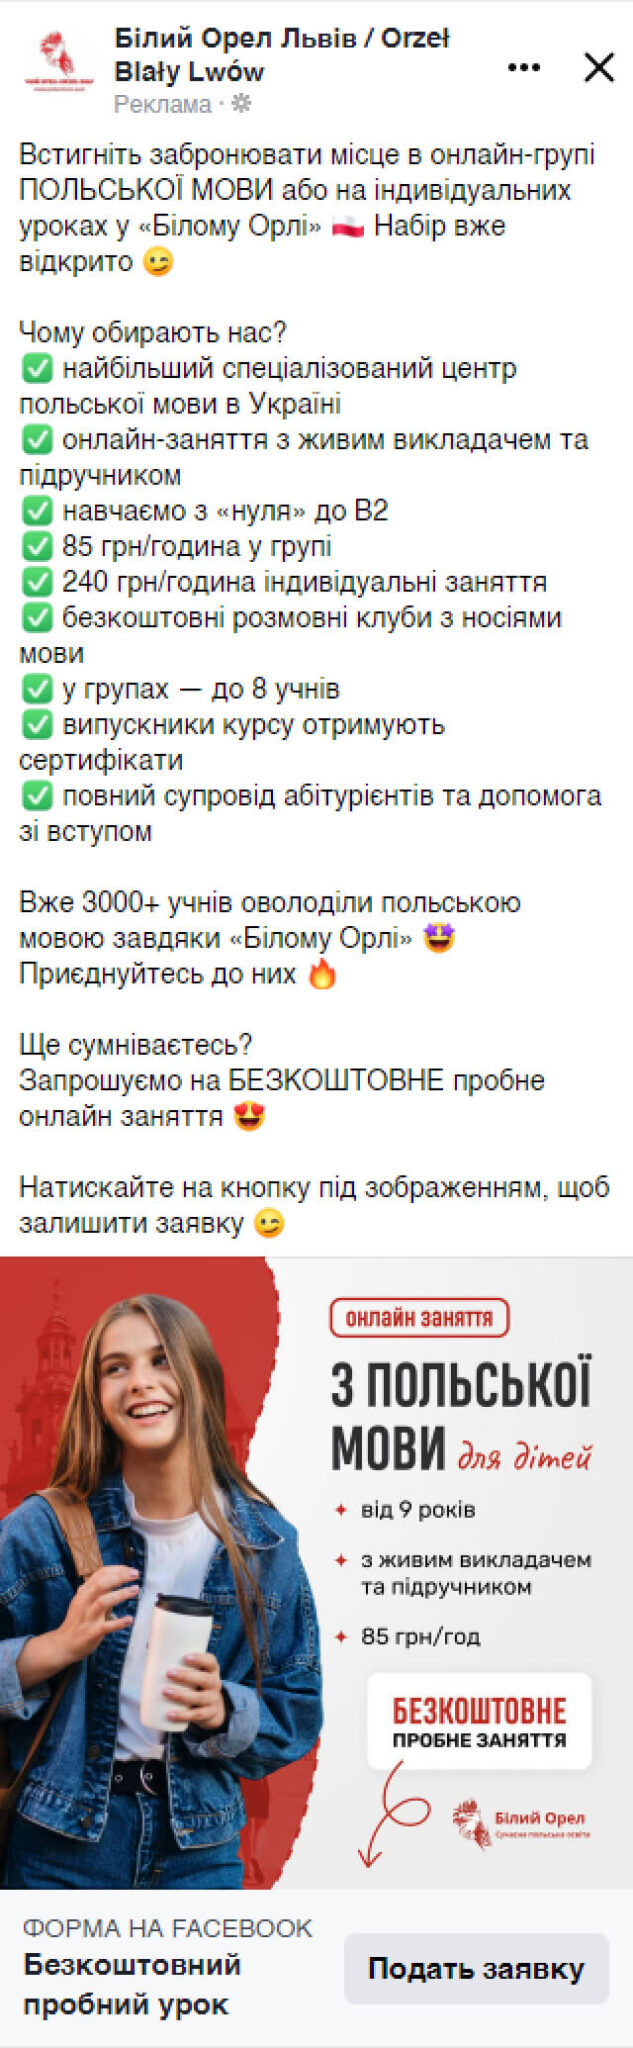 Білий Орел Львів / Orzeł
Biały Lwów
Реклама ·
Встигніть забронювати місце в онлайн-групі
ПОЛЬСЬКОЇ МОВИ або на індивідуальних
уроках у «Білому Орлі» 🇵🇱 Набір вже
відкрито 😉
Чому обирають нас?
✅ найбільший спеціалізований центр
польської мови в Україні
✅ онлайн-заняття з живим викладачем та
підручником
✅ навчаємо з «нуля» до В2
✅ 85 грн/година у групі
✅ 240 грн/година індивідуальні заняття
✅ безкоштовні розмовні клуби з носіями
мови
✅ у групах — до 8 учнів
✅ випускники курсу отримують
сертифікати
✅ повний супровід абітурієнтів та допомога
зі вступом
Вже 3000+ учнів оволоділи польською
мовою завдяки «Білому Орлі» 🤩
Приєднуйтесь до них 🔥
Ще сумніваєтесь?
Запрошуємо на БЕЗКОШТОВНЕ пробне
онлайн заняття 😍
Натискайте на кнопку під зображенням, щоб
залишити заявку 😉
онлайн заняття
З ПОЛЬСЬКОЇ
МОВИ для дітей
від 9 років
з живим викладачем
та підручником
85 грн/год
БЕЗКОШТОВНЕ
ПРОБНЕ ЗАНЯТТЯ
Білий Орел
Сучасна польська освіта
ФОРМА НА FACEBOOK
Безкоштовний
пробний урок
Подать заявку